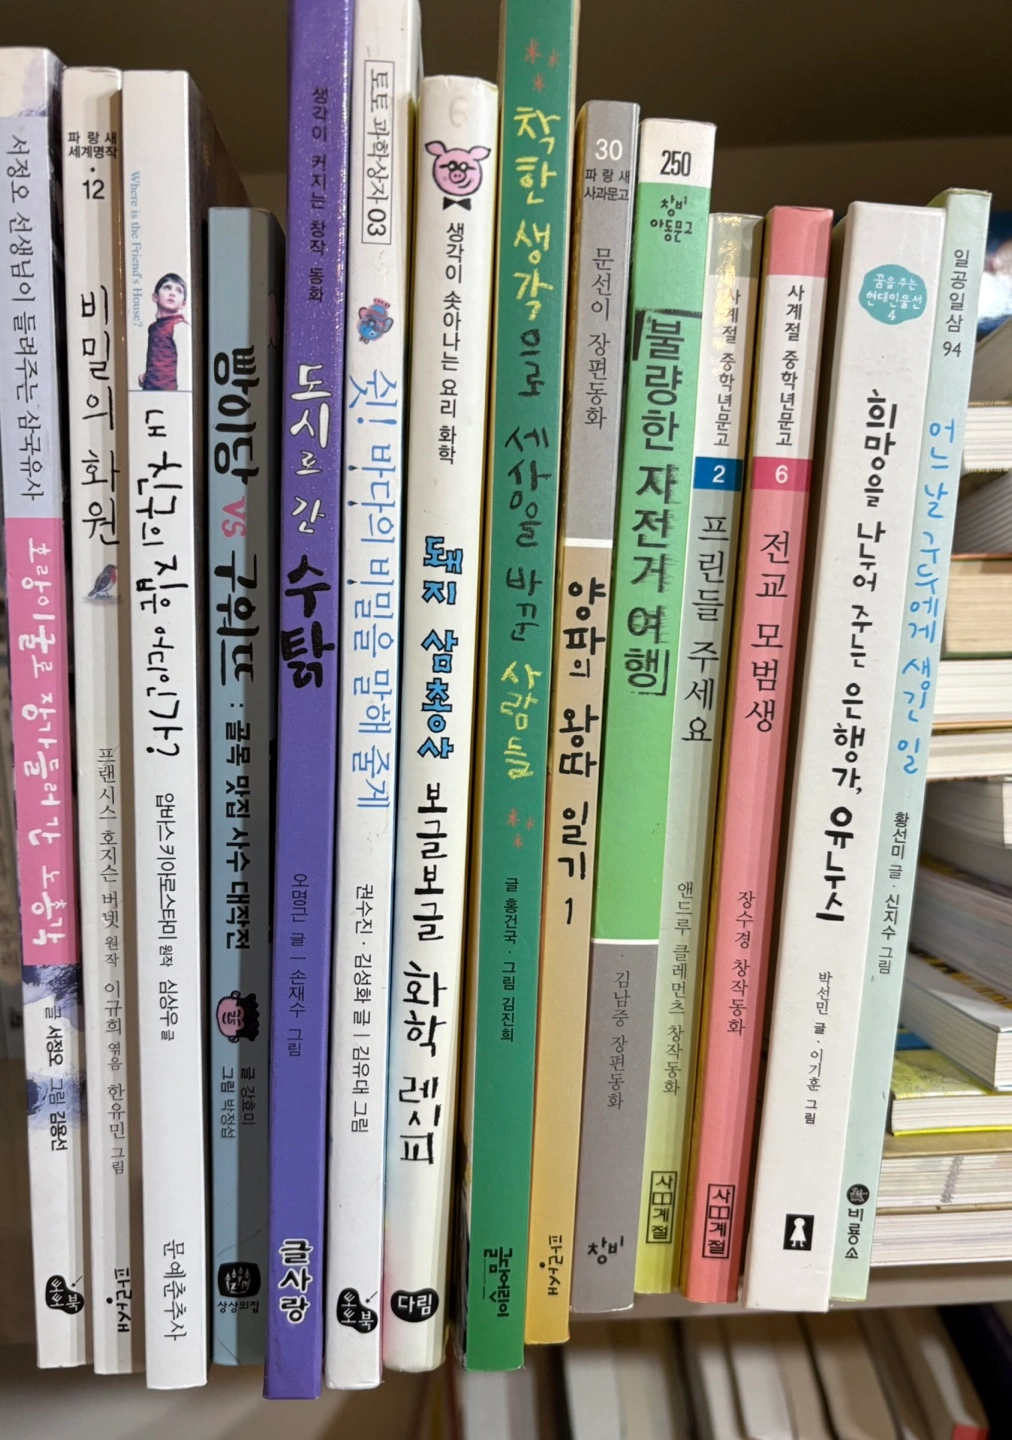 서정오 선생님이 들려주는 삼국유사
호랑이굴로 장가들러 간 노총각
글 서정오 그림 김용선
토토북
파랑새
세계명작
12
비밀의 화원
프랜시스 호지슨 버넷 원작 이규희 엮음 한유민 그림
파랑새
Where is the Friend's House?
내 친구의 집은 어디인가?
압바스 키아로스타미 원작 심상우 글
문예춘추사
빵이당 vs 구워뜨 : 골목 맛집 사수 대작전
글 강효미
그림 박정섭
상상의집
생각이 커지는 창작 동화
도시로 간 수탉
오명근 글 | 손재수 그림
글사랑
토토 과학상자 03
쉿! 바다의 비밀을 말해 줄게
권수진·김성화 글 | 김유대 그림
토토북
6
생각이 솟아나는 요리 화학
돼지 삼총사 보글보글 화학 레시피
다림
착한 생각으로 세상을 바꾼 사람들
글 홍건국·그림 김진희
꿈꾸는 어린이
30
파랑새
사과문고
문선이 장편동화
양파의 왕따 일기 1
파랑새
250
창비
아동문고
불량한 자전거 여행
김남중 장편동화
창비
사계절 중학년문고
2
프린들 주세요
앤드루 클레먼츠 창작동화
사계절
사계절 중학년문고
6
전교 모범생
장수경 창작동화
사계절
꿈을 주는
현대인물선
4
희망을 나누어 주는 은행가, 유누스
박선민 글·이기훈 그림
일공일삼 94
어느 날 구두에게 생긴 일
황선미 글·신지수 그림
비룡소